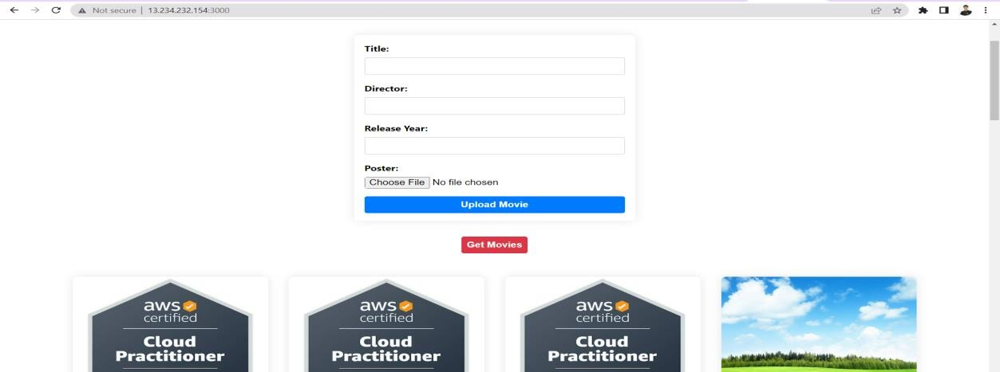 Not secure | 13.234.232.154:3000
Title:
Director:
Release Year:
Poster:
Choose File No file chosen
Upload Movie
Get Movies
aws certified Cloud Practitioner
aws certified Cloud Practitioner
aws certified Cloud Practitioner